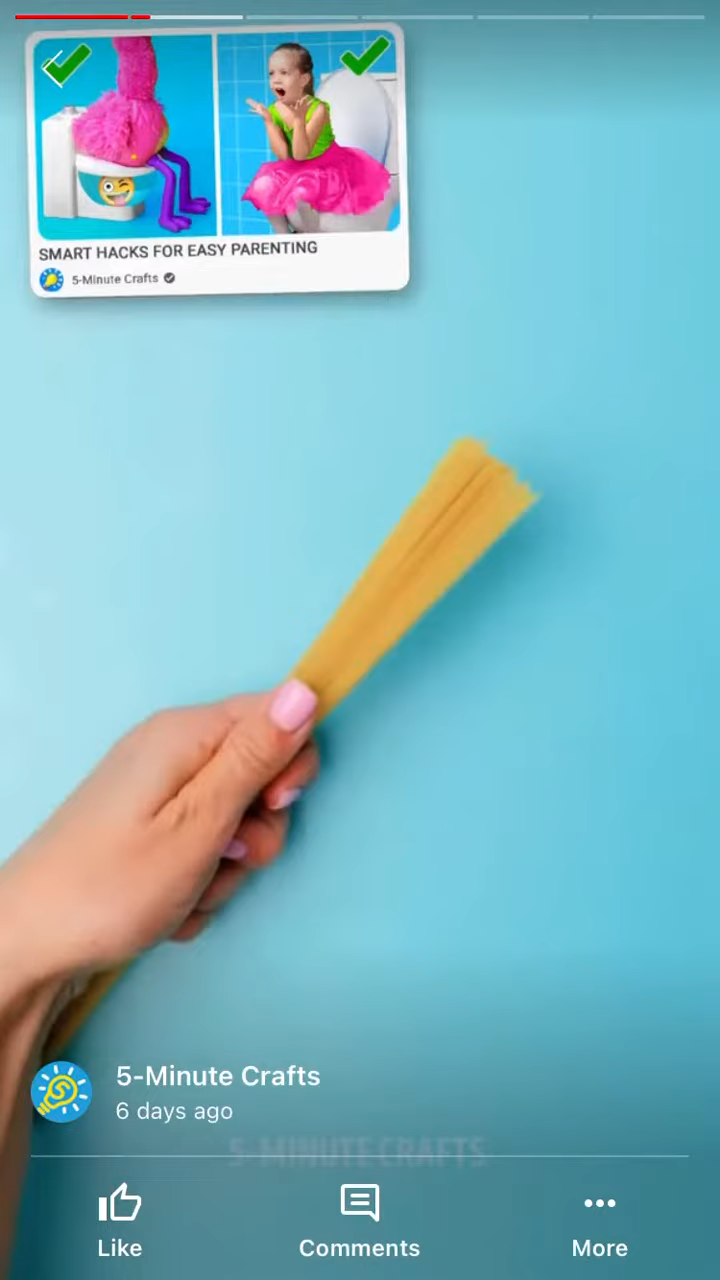 SMART HACKS FOR EASY PARENTING
5-Minute Crafts
5-Minute Crafts
6 days ago
5-MINUTE CRAFTS
Like
Comments
More